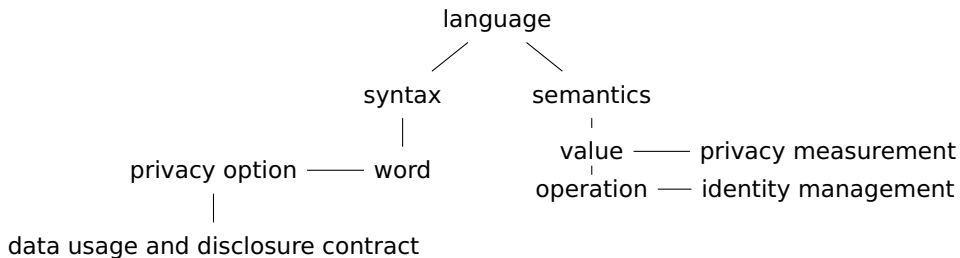 language
syntax semantics
value privacy measurement
privacy option word
operation identity management
data usage and disclosure contract